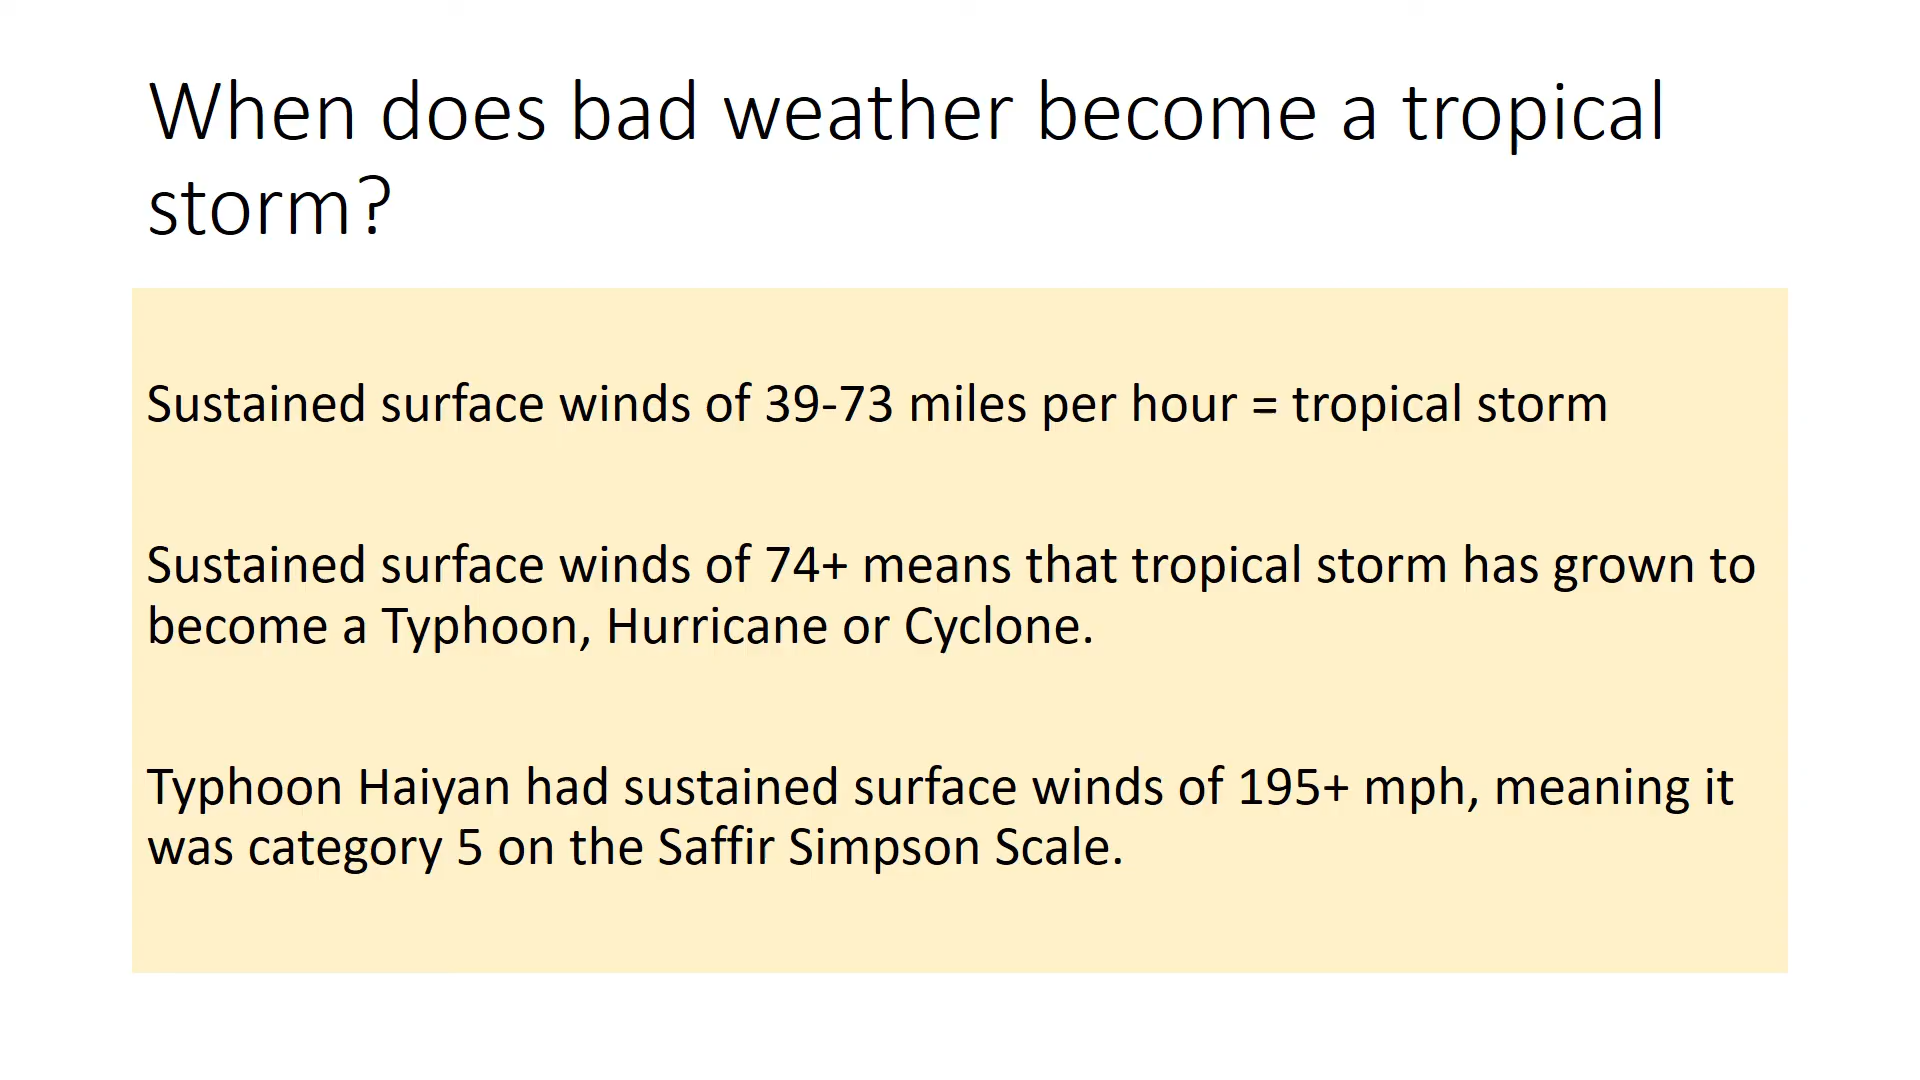 When does bad weather become a tropical
storm?
Sustained surface winds of 39-73 miles per hour = tropical storm
Sustained surface winds of 74+ means that tropical storm has grown to
become a Typhoon, Hurricane or Cyclone.
Typhoon Haiyan had sustained surface winds of 195+ mph, meaning it
was category 5 on the Saffir Simpson Scale.